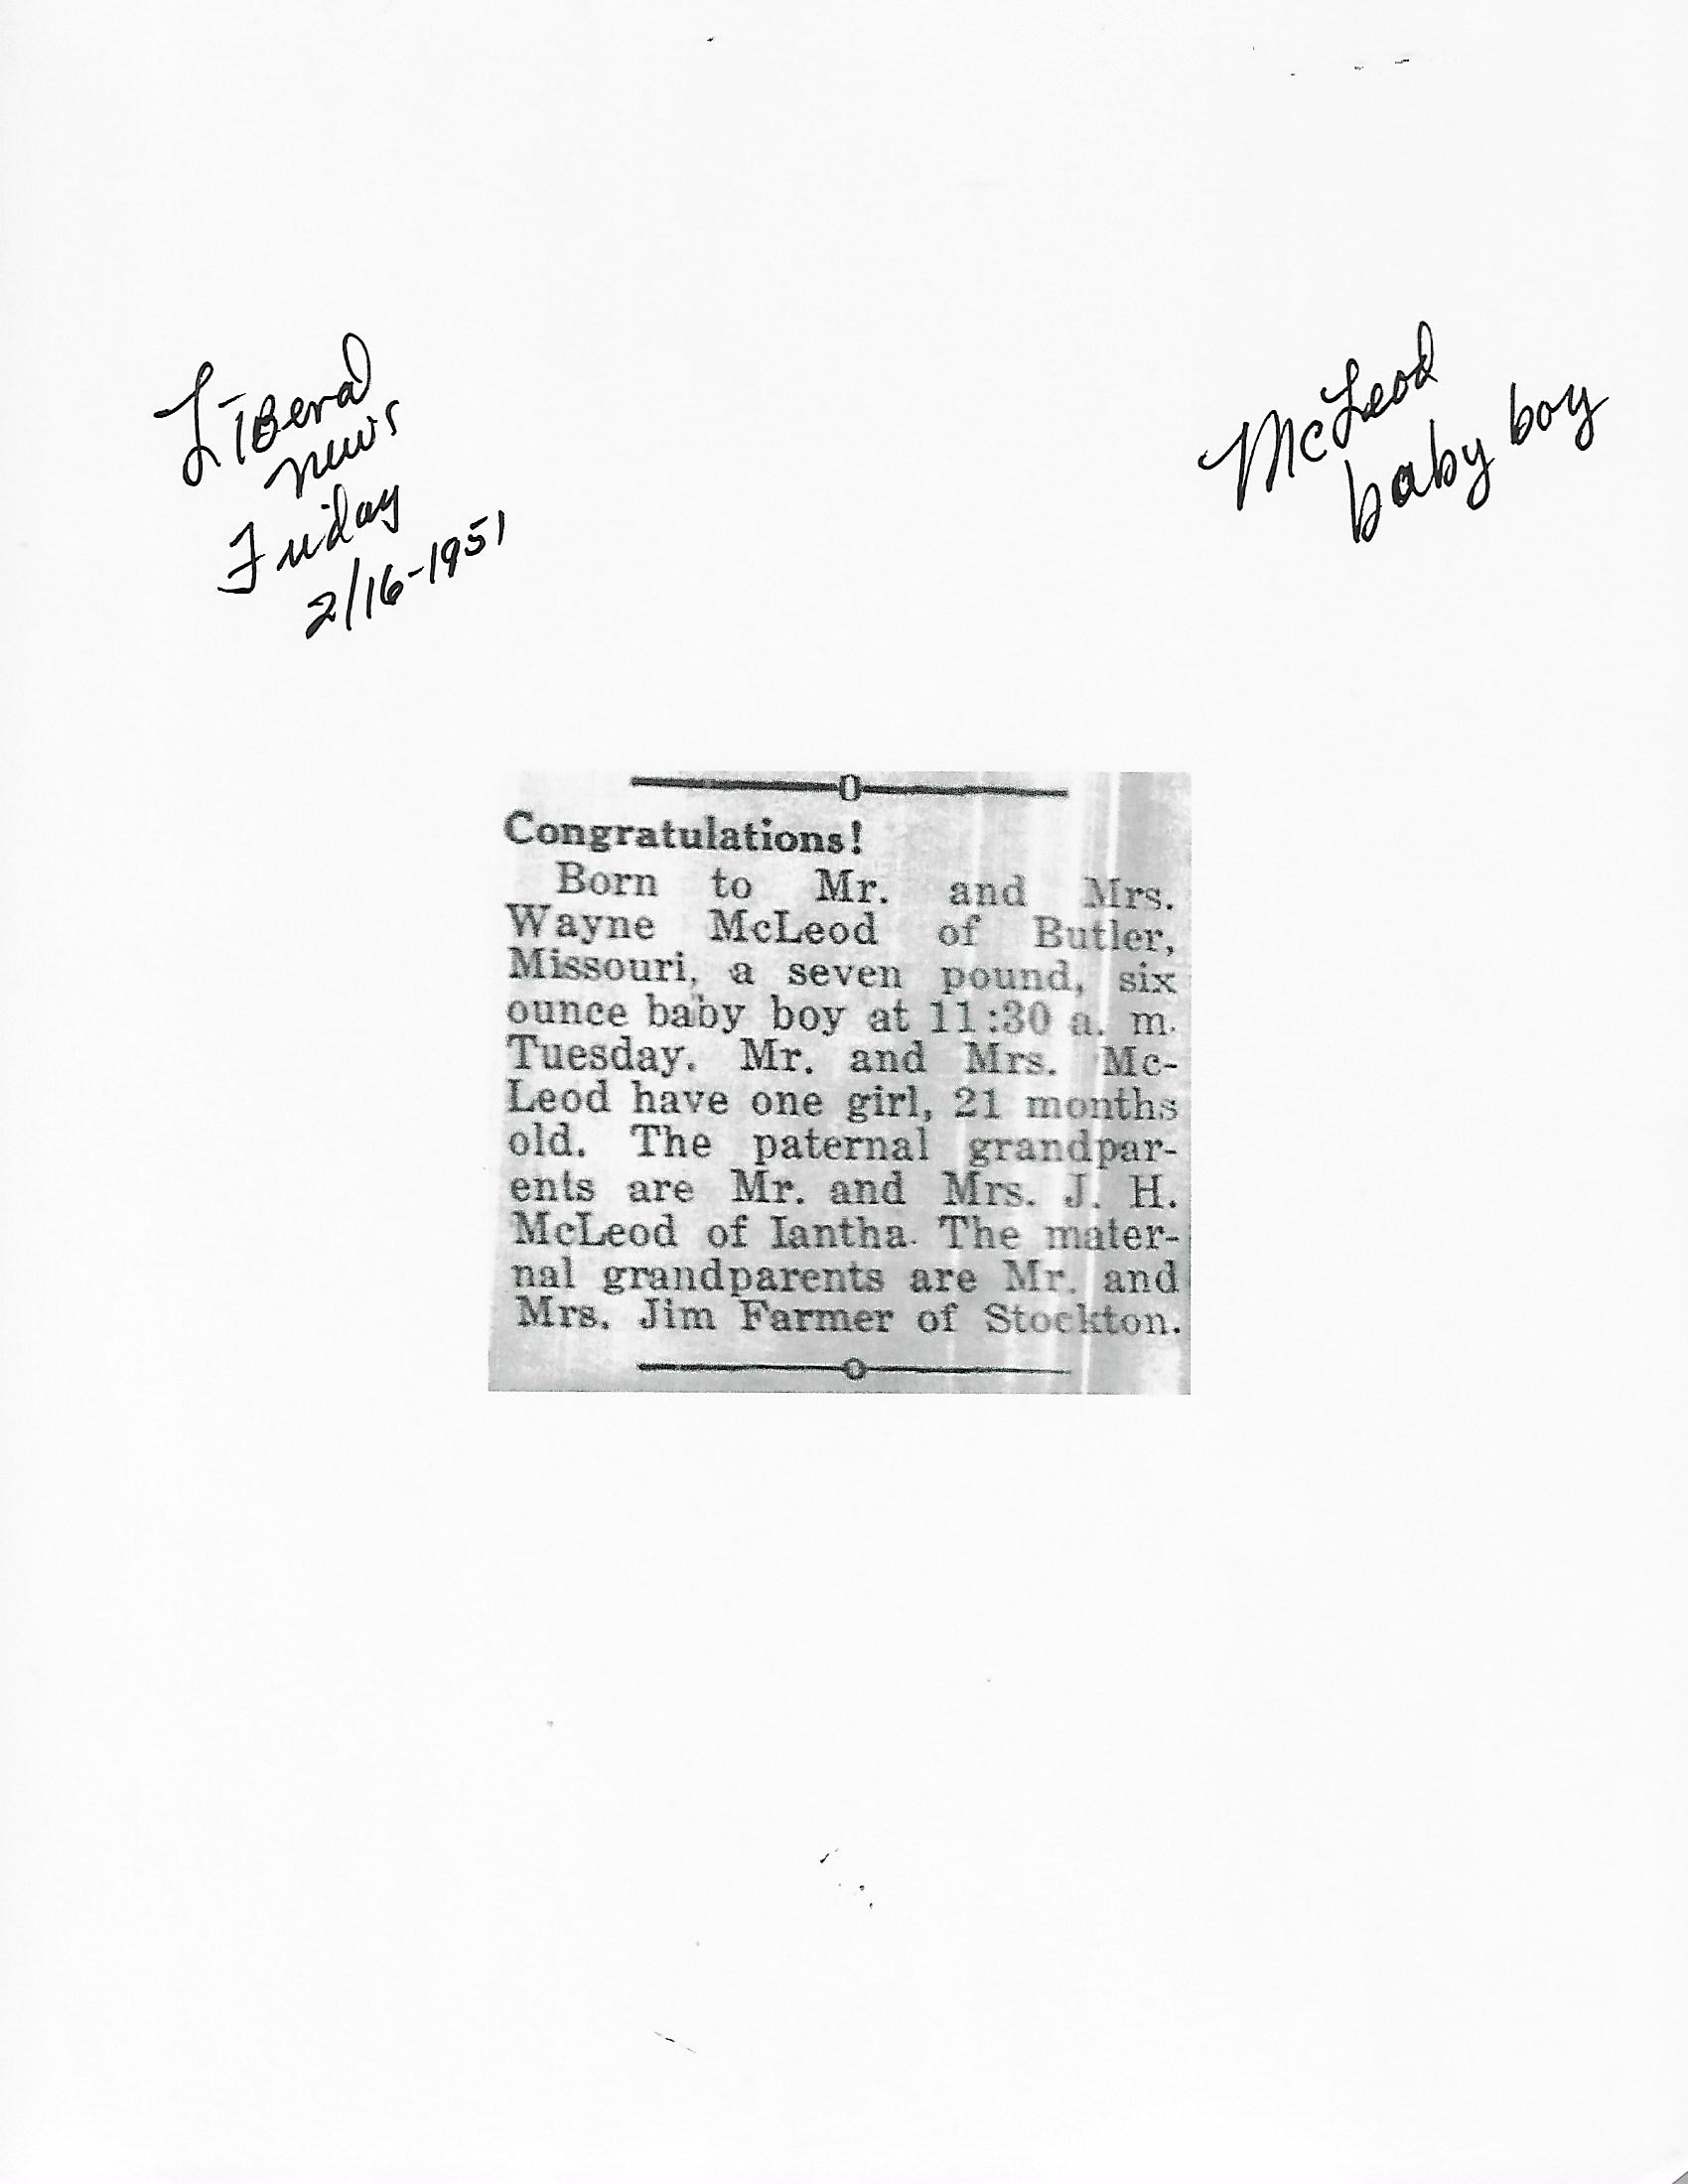 Liberal
news
Friday
2/16-1951
McLeod
baby boy
Congratulations!
Born to Mr. and Mrs.
Wayne McLeod of Butler,
Missouri, a seven pound, six
ounce baby boy at 11:30 a. m.
Tuesday. Mr. and Mrs. Mc-
Leod have one girl, 21 months
old. The paternal grandpar-
ents are Mr. and Mrs. J. H.
McLeod of Iantha. The mater-
nal grandparents are Mr. and
Mrs. Jim Farmer of Stockton.